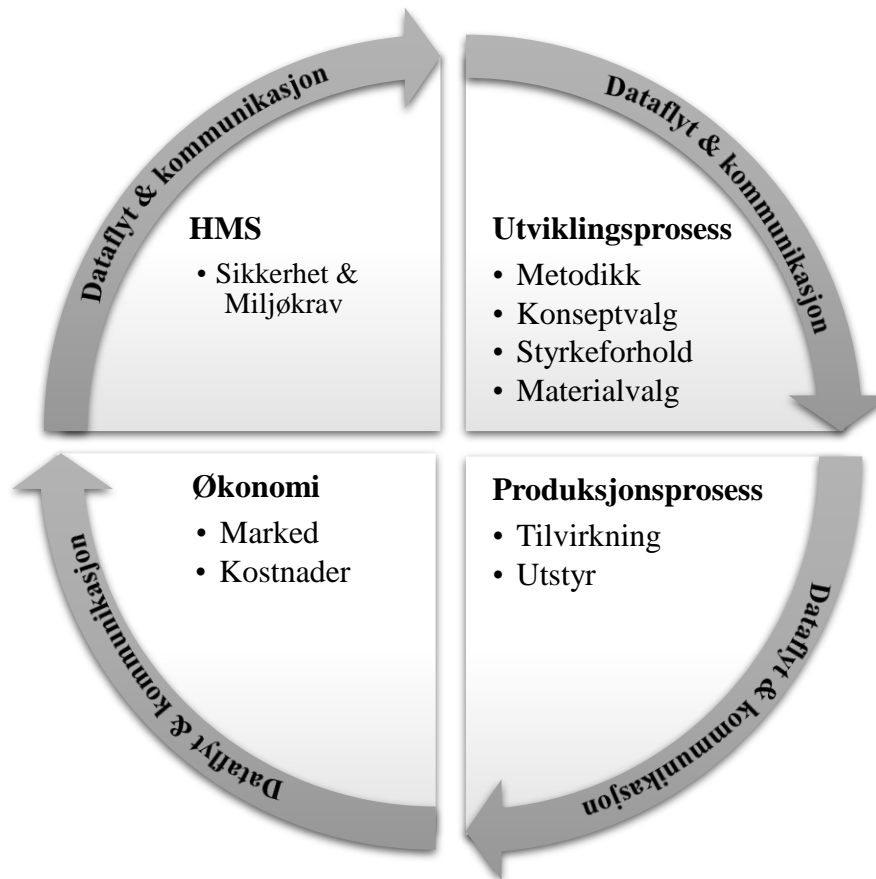 Dataflyt & kommunikasjon
Dataflyt & kommunikasjon
HMS
• Sikkerhet &
Miljøkrav
Utviklingsprosess
• Metodikk
• Konseptvalg
• Styrkeforhold
• Materialvalg
Økonomi
• Marked
• Kostnader
Produksjonsprosess
• Tilvirkning
• Utstyr
Dataflyt & kommunikasjon
Dataflyt & kommunikasjon